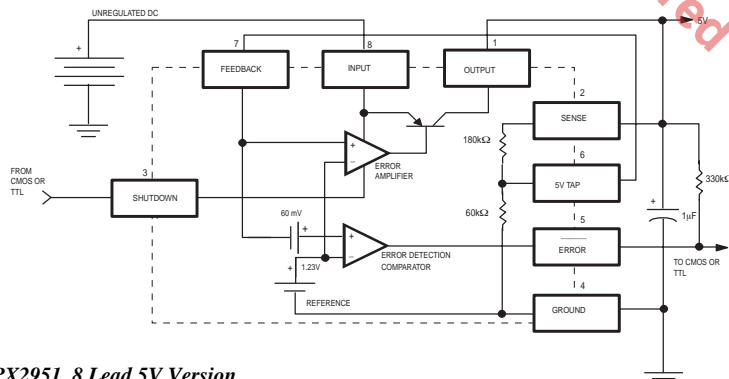 UNREGULATED DC
5V
7
8
1
FEEDBACK
INPUT
OUTPUT
2
SENSE
180kΩ
ERROR
AMPLIFIER
6
5V TAP
330kΩ
FROM
CMOS OR
TTL
3
SHUTDOWN
60kΩ
1µF
60 mV
5
ERROR
ERROR DETECTION
COMPARATOR
1.23V
TO CMOS OR
TTL
REFERENCE
4
GROUND
PX2951 8 Lead 5V Version